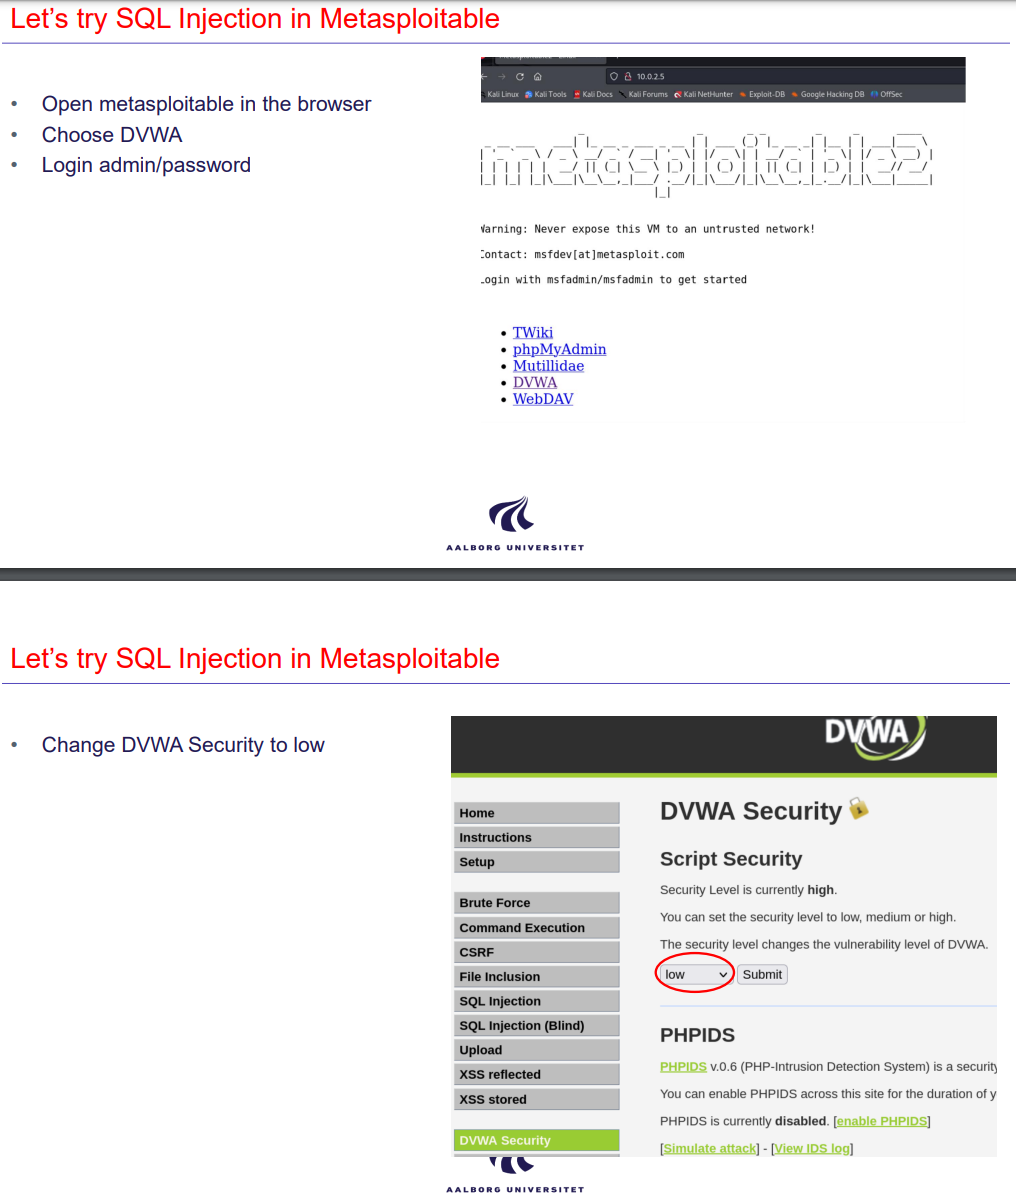 Let’s try SQL Injection in Metasploitable
• Open metasploitable in the browser
• Choose DVWA
• Login admin/password
10.0.2.5
Kali Linux Kali Tools Kali Docs Kali Forums Kali NetHunter Exploit-DB Google Hacking DB OffSec
metasploitable2
Warning: Never expose this VM to an untrusted network!
Contact: msfdev[at]metasploit.com
Login with msfadmin/msfadmin to get started
• TWiki
• phpMyAdmin
• Mutillidae
• DVWA
• WebDAV
AALBORG UNIVERSITET
Let’s try SQL Injection in Metasploitable
• Change DVWA Security to low
DVWA
Home
Instructions
Setup
Brute Force
Command Execution
CSRF
File Inclusion
SQL Injection
SQL Injection (Blind)
Upload
XSS reflected
XSS stored
DVWA Security
DVWA Security
Script Security
Security Level is currently high.
You can set the security level to low, medium or high.
The security level changes the vulnerability level of DVWA.
low Submit
PHPIDS
PHPIDS v.0.6 (PHP-Intrusion Detection System) is a security
You can enable PHPIDS across this site for the duration of
PHPIDS is currently disabled. [enable PHPIDS]
[Simulate attack] - [View IDS log]
AALBORG UNIVERSITET